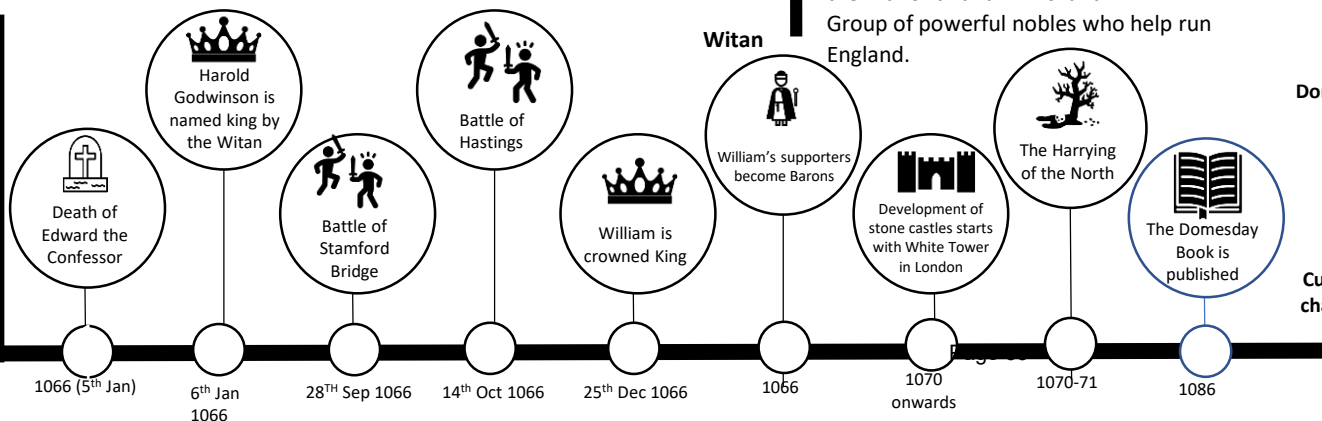 Group of powerful nobles who help run
England.
Witan
Death of
Edward the
Confessor
1066 (5th Jan)
Harold
Godwinson is
named king by
the Witan
6th Jan
1066
Battle of
Stamford
Bridge
28TH Sep 1066
Battle of
Hastings
14th Oct 1066
William is
crowned King
25th Dec 1066
William's supporters
become Barons
1066
Development of
stone castles starts
with White Tower
in London
1070
onwards
The Harrying
of the North
1070-71
The Domesday
Book is
published
1086